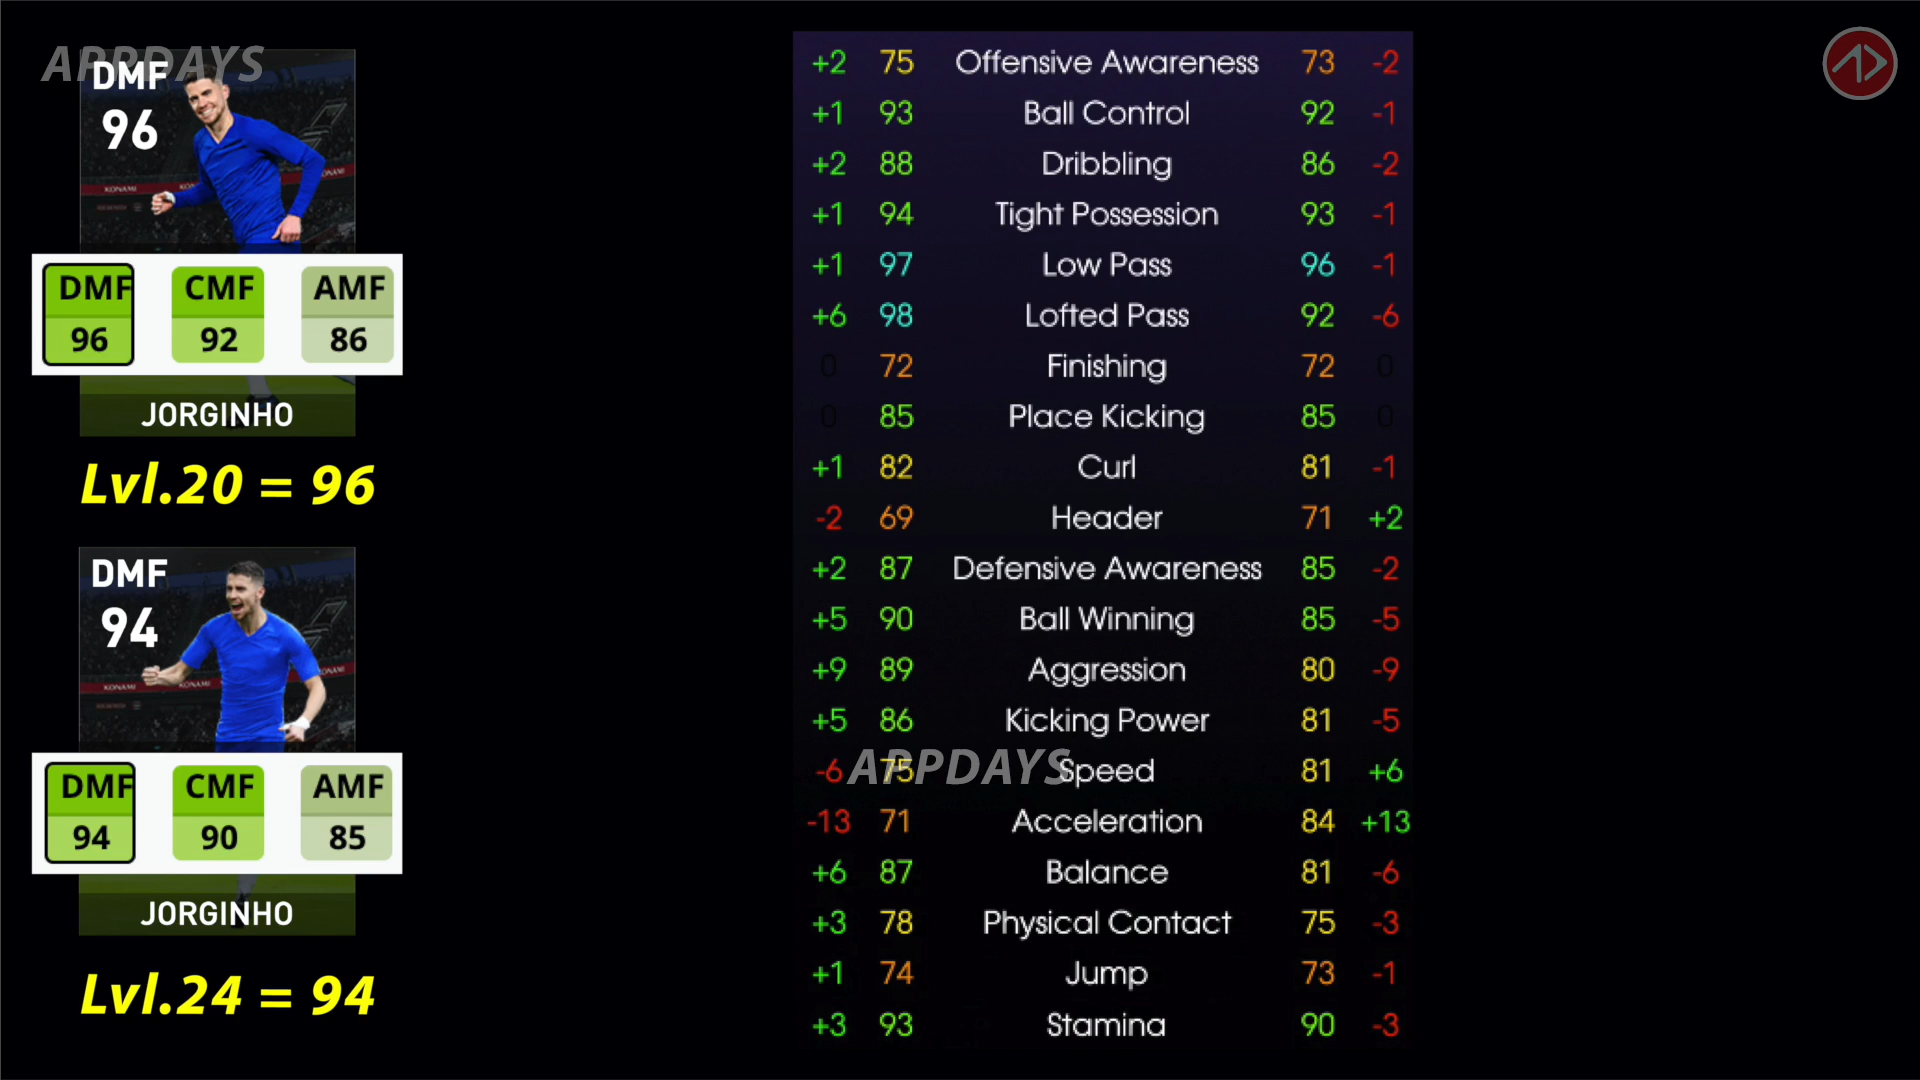 APPDAYS
DMF
96
KONAMI
KONAMI
DMF CMF AMF
96 92 86
JORGINHO
Lvl.20 = 96
DMF
94
KONAMI
KONAMI
KONAMI
DMF CMF AMF
94 90 85
JORGINHO
Lvl.24 = 94
+2 75 Offensive Awareness 73 -2
+1 93 Ball Control 92 -1
+2 88 Dribbling 86 -2
+1 94 Tight Possession 93 -1
+1 97 Low Pass 96 -1
+6 98 Lofted Pass 92 -6
0 72 Finishing 72 0
0 85 Place Kicking 85 0
+1 82 Curl 81 -1
-2 69 Header 71 +2
+2 87 Defensive Awareness 85 -2
+5 90 Ball Winning 85 -5
+9 89 Aggression 80 -9
+5 86 Kicking Power 81 -5
-6 75 Speed 81 +6
APPDAYS
-13 71 Acceleration 84 +13
+6 87 Balance 81 -6
+3 78 Physical Contact 75 -3
+1 74 Jump 73 -1
+3 93 Stamina 90 -3